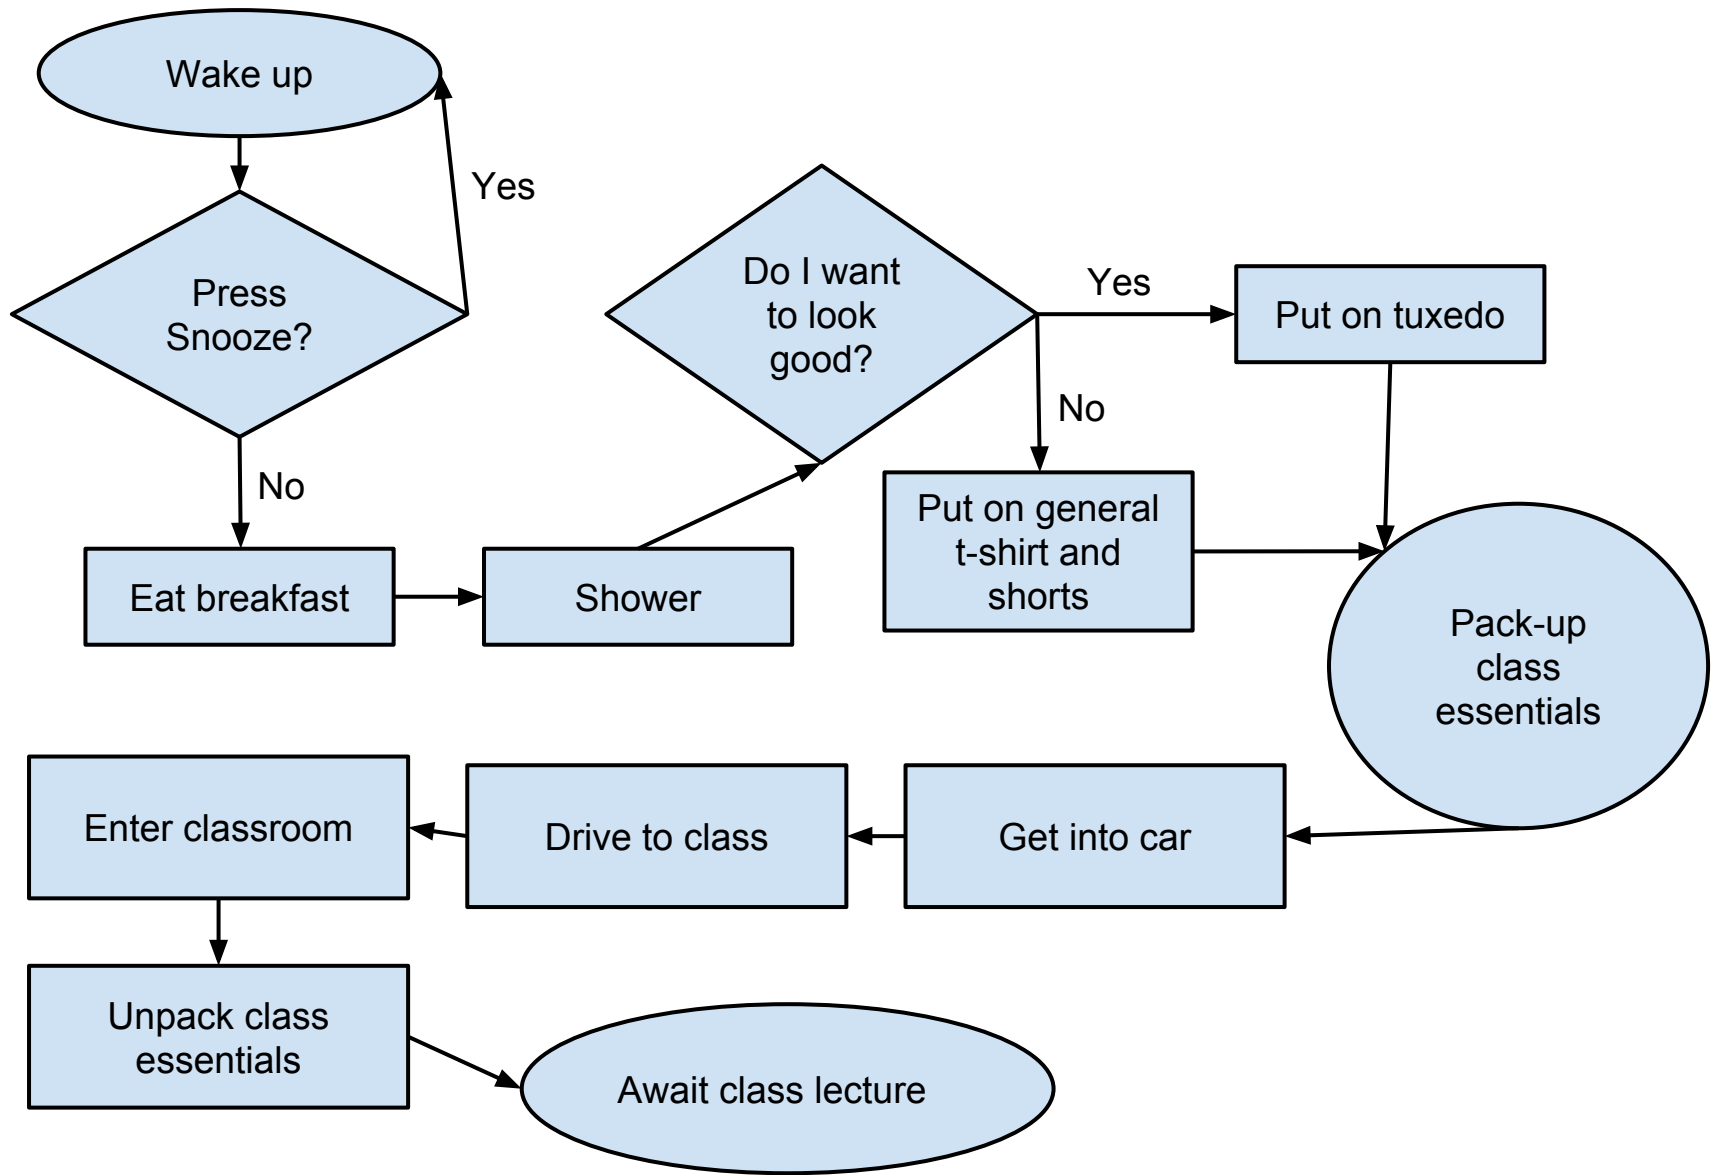 Wake up
Yes
Press
Snooze?
No
Eat breakfast
Shower
Do I want
to look
good?
Yes
Put on tuxedo
No
Put on general
t-shirt and
shorts
Pack-up
class
essentials
Get into car
Drive to class
Enter classroom
Unpack class
essentials
Await class lecture